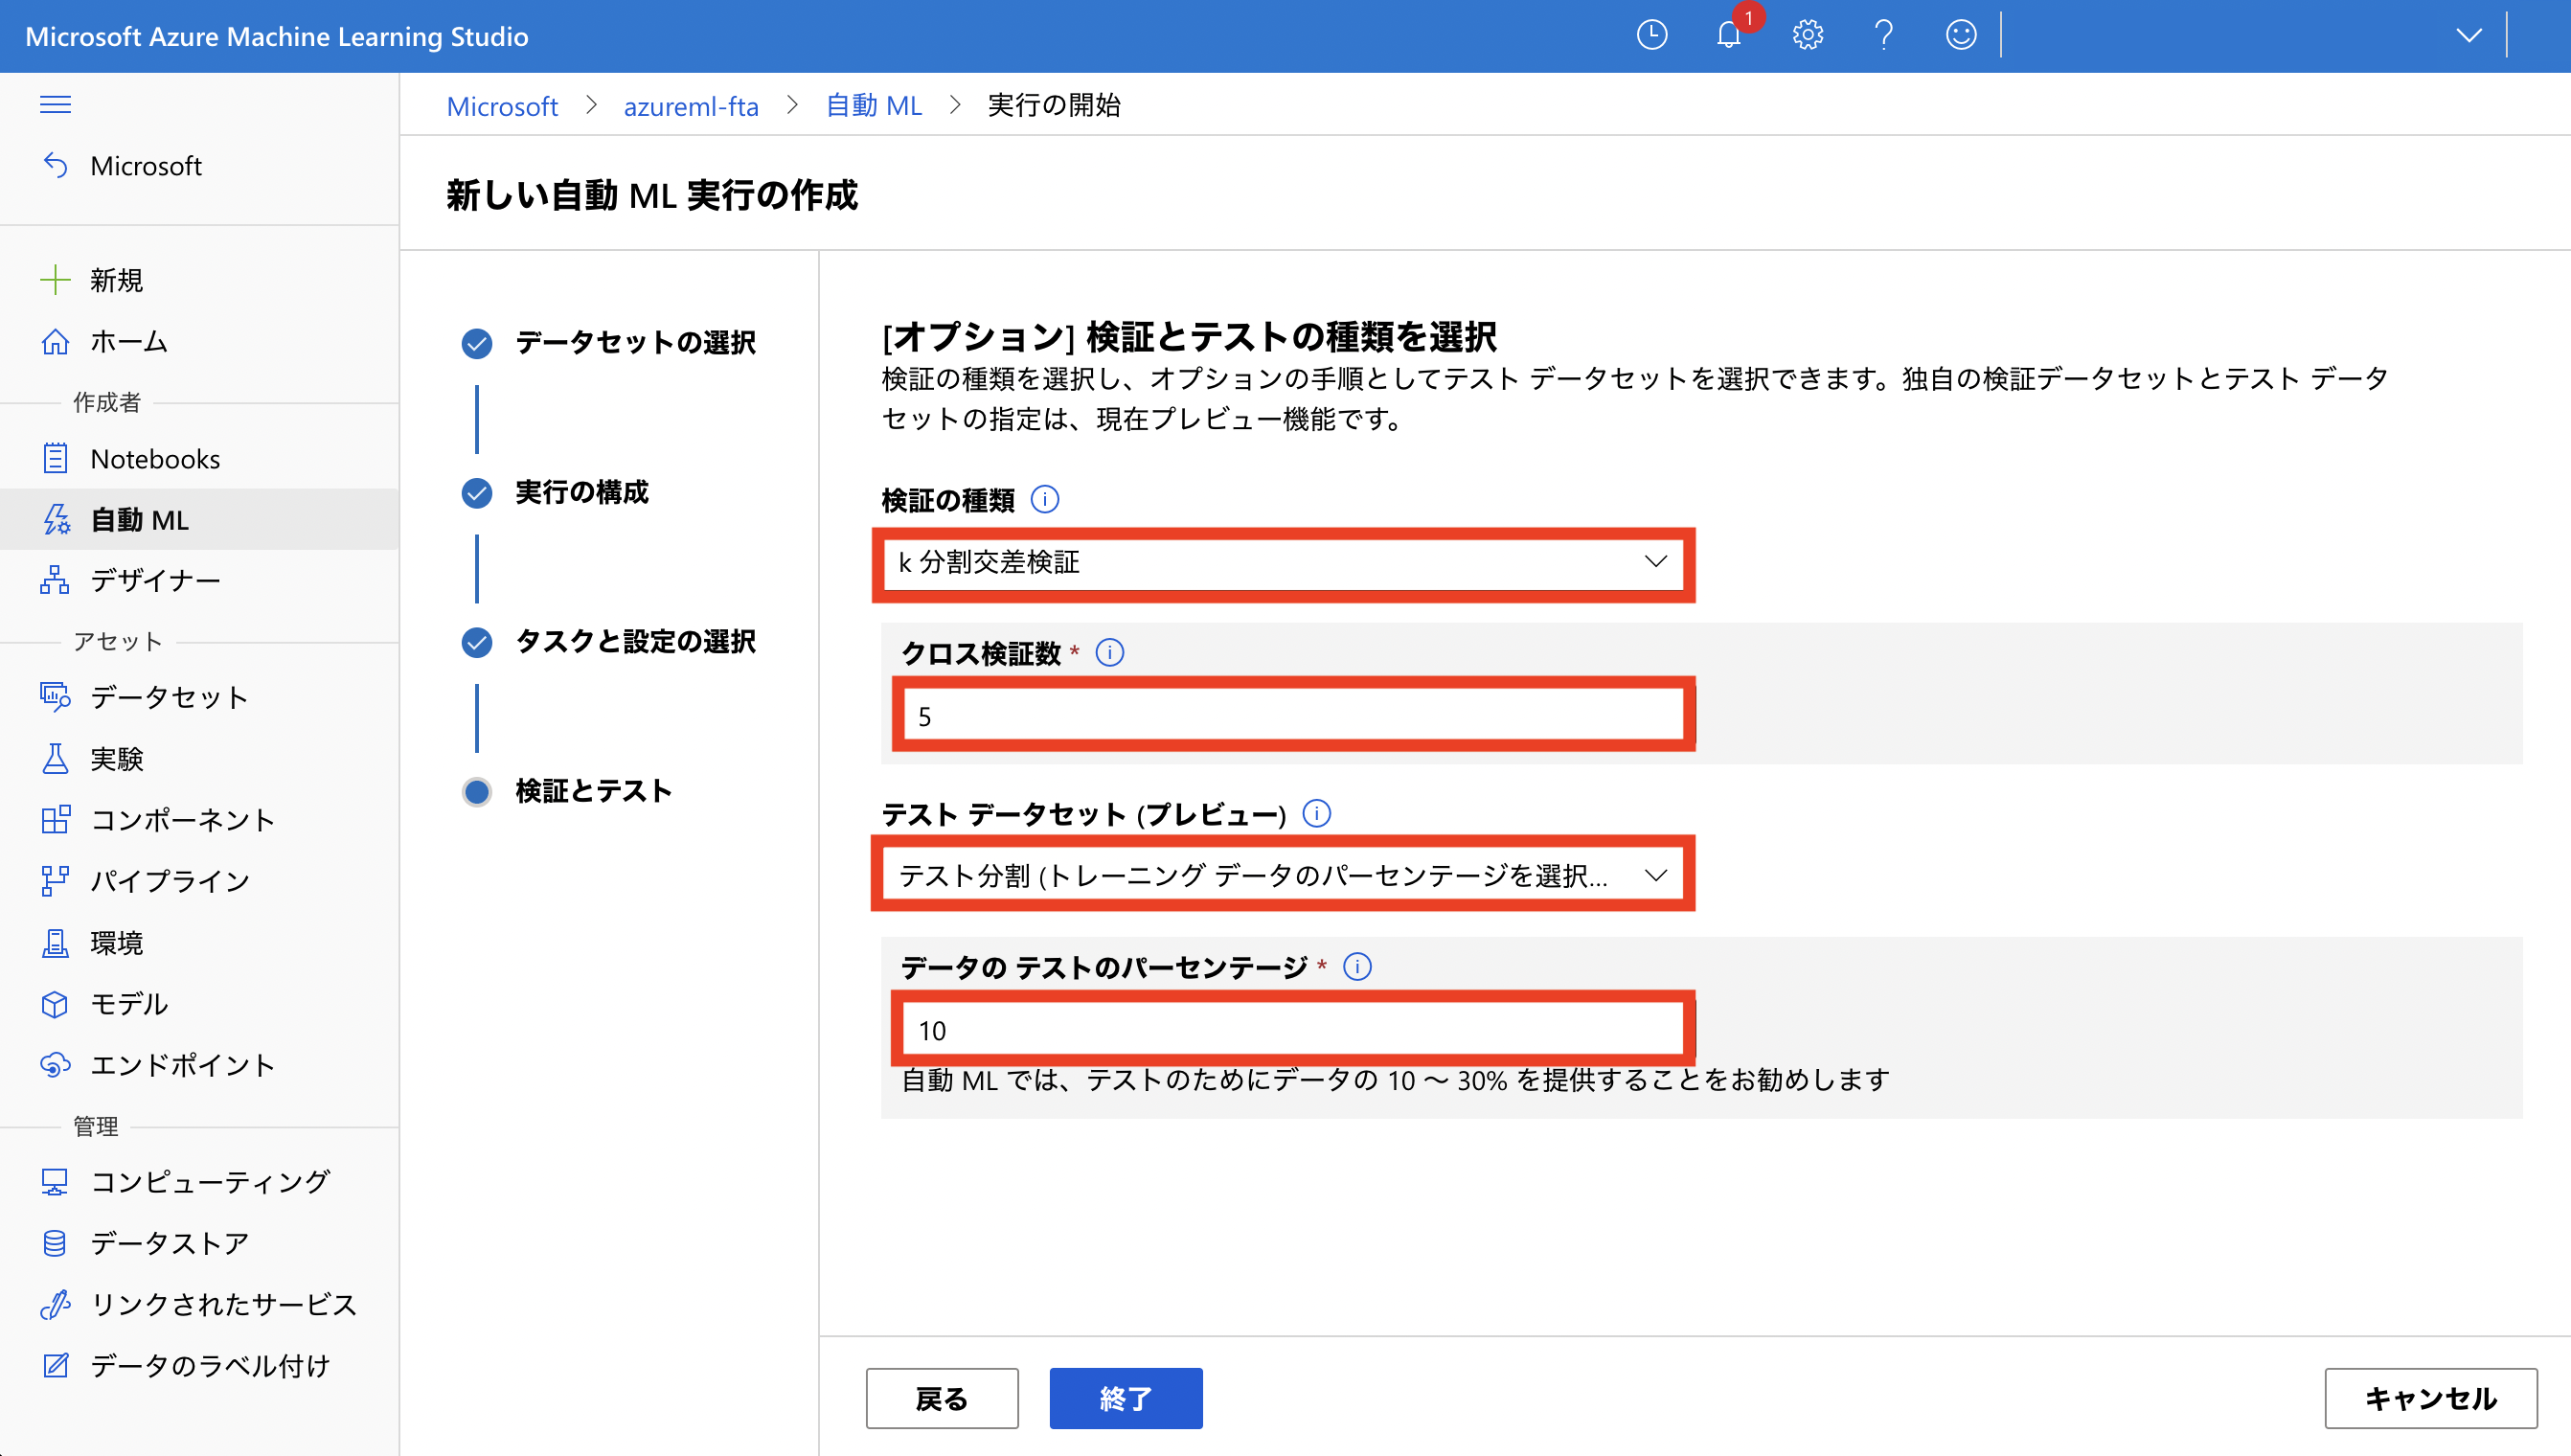 Microsoft Azure Machine Learning Studio
1
Microsoft
新規
ホーム
作成者
Notebooks
自動 ML
デザイナー
アセット
データセット
実験
コンポーネント
パイプライン
環境
モデル
エンドポイント
管理
コンピューティング
データストア
リンクされたサービス
データのラベル付け
Microsoft > azureml-fta > 自動 ML > 実行の開始
新しい自動 ML 実行の作成
データセットの選択
実行の構成
タスクと設定の選択
検証とテスト
[オプション] 検証とテストの種類を選択
検証の種類を選択し、オプションの手順としてテスト データセットを選択できます。独自の検証データセットとテスト データ
セットの指定は、現在プレビュー機能です。
検証の種類
k 分割交差検証
クロス検証数 *
5
テスト データセット (プレビュー)
テスト分割 (トレーニング データのパーセンテージを選択...
データの テストのパーセンテージ *
10
自動 ML では、テストのためにデータの 10 ～ 30% を提供することをお勧めします
戻る
終了
キャンセル